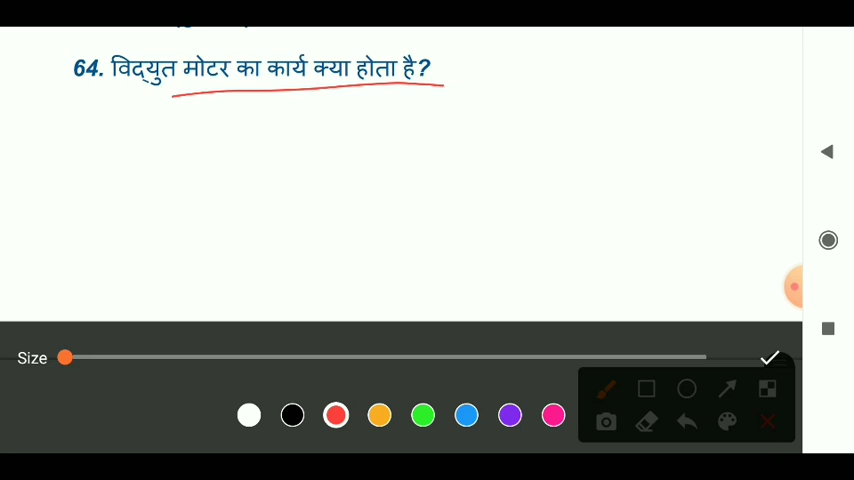 64. विद्युत मोटर का कार्य क्या होता है?
Size